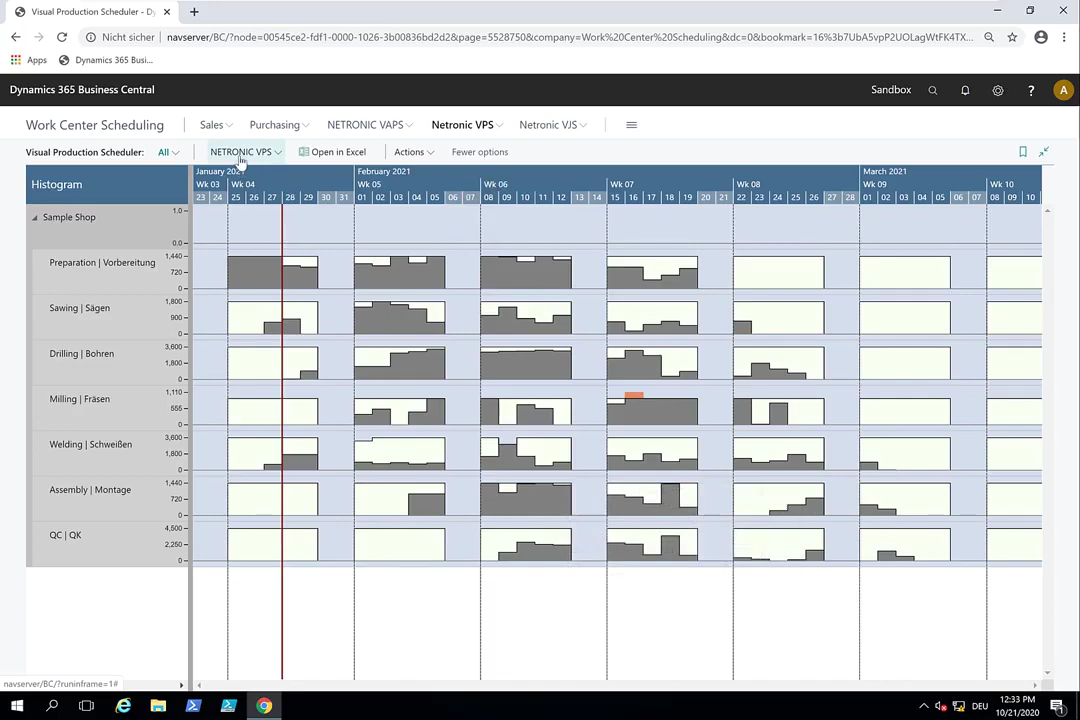 Visual Production Scheduler - D
Nicht sicher
navserver/BC/?node=00545ce2-fdf1-0000-1026-3b00836bd2d2&page=5528750&company=Work%20Center%20Scheduling&dc=0&bookmark=16%3b7UbA5vpP2UOLagWtFK4TX...
Apps
Dynamics 365 Busi...
Dynamics 365 Business Central
Sandbox
?
A
Work Center Scheduling
Sales
Purchasing
NETRONIC VAPS
Netronic VPS
Netronic VJS
Visual Production Scheduler:
All
NETRONIC VPS
Open in Excel
Actions
Fewer options
Histogram
January 2021
February 2021
March 2021
Wk 03
Wk 04
Wk 05
Wk 06
Wk 07
Wk 08
Wk 09
Wk 10
23 24 25 26 27 28 29 30 31 01 02 03 04 05 06 07 08 09 10 11 12 13 14 15 16 17 18 19 20 21 22 23 24 25 26 27 28 01 02 03 04 05 06 07 08 09 10
Sample Shop
1.0
0.0
Preparation | Vorbereitung
1,440
720
0
Sawing | Sägen
1,800
900
0
Drilling | Bohren
3,600
1,800
0
Milling | Fräsen
1,110
555
0
Welding | Schweißen
3,600
1,800
0
Assembly | Montage
1,440
720
0
QC | QK
4,500
2,250
0
navserver/BC/?runinframe=1#
DEU
12:33 PM
10/21/2020
1